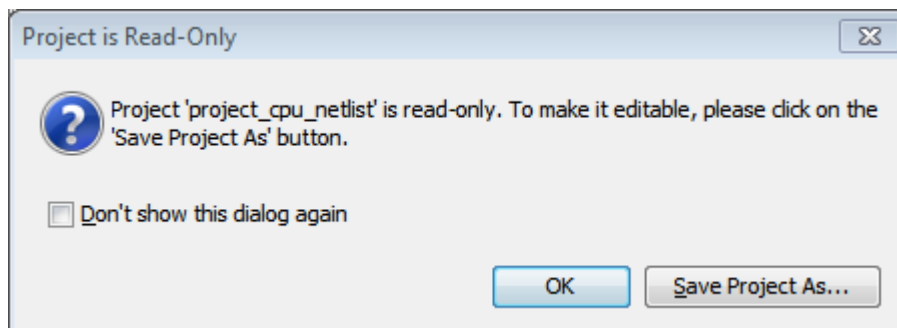 Project is Read-Only
Project 'project_cpu_netlist' is read-only. To make it editable, please click on the
'Save Project As' button.
Don't show this dialog again
OK
Save Project As...